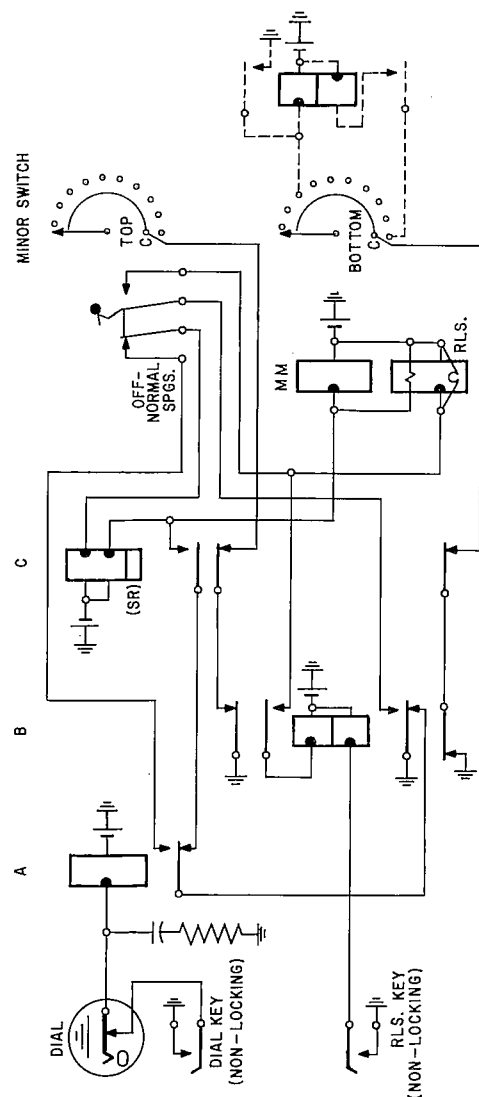 DIAL
DIAL KEY
(NON-LOCKING)
RLS. KEY
(NON-LOCKING)
A
B
C
(SR)
OFF-
NORMAL
SPGS.
MM
RLS.
MINOR SWITCH
TOP
C
BOTTOM
C